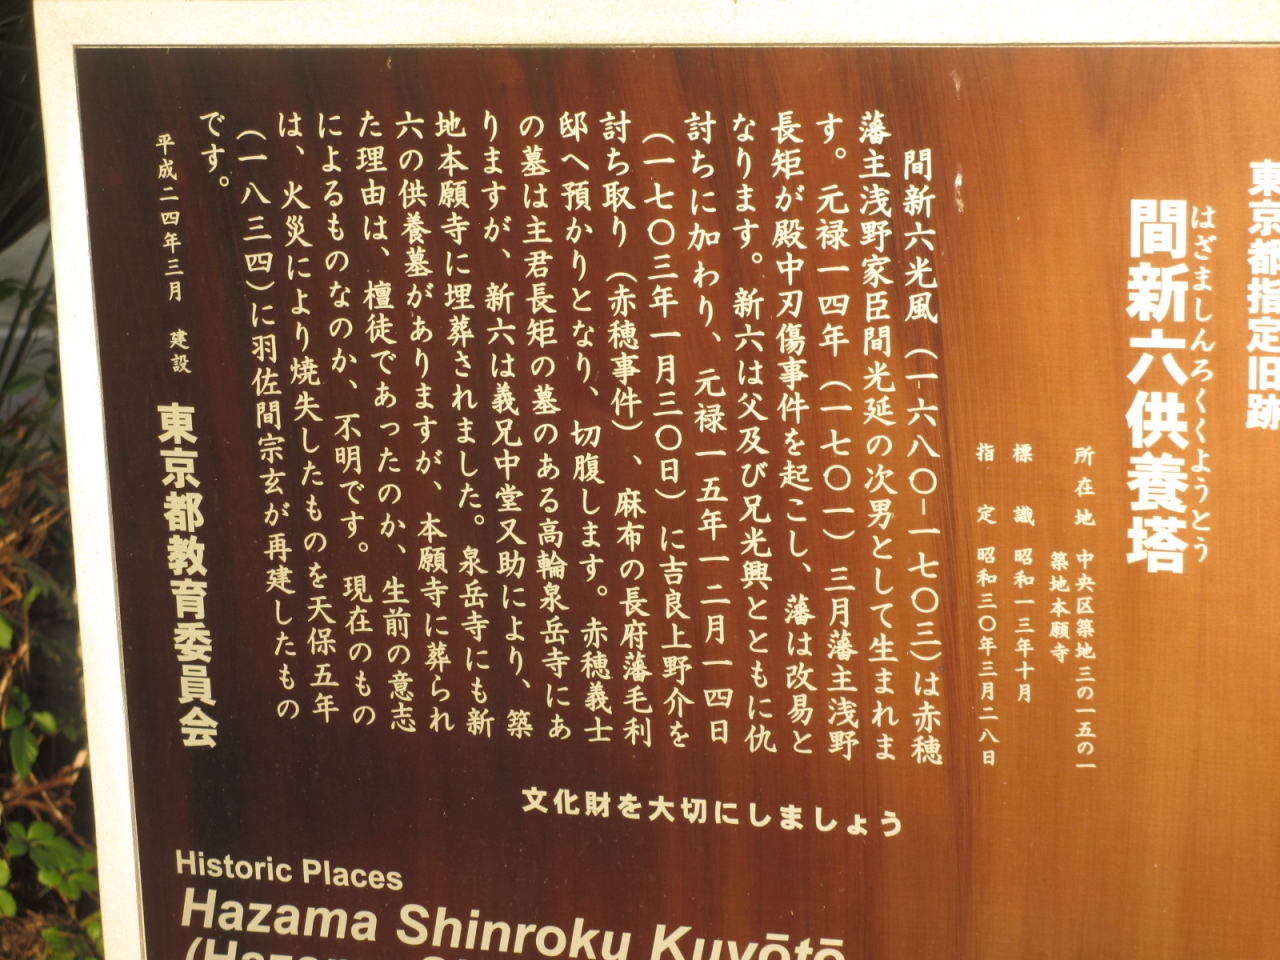 東京都指定旧跡
はざましんろくくようとう
間新六供養塔
所在地 中央区築地三の一五の一
築地本願寺
標 識 昭和一三年十月
指 定 昭和三〇年三月二八日
間新六光風（一六八〇－一七〇三）は赤穂
藩主浅野家臣間光延の次男として生まれま
す。元禄一四年（一七〇一）三月藩主浅野
長矩が殿中刃傷事件を起こし、藩は改易と
なります。新六は父及び兄光興とともに仇
討ちに加わり、元禄一五年一二月一四日
（一七〇三年一月三〇日）に吉良上野介を
討ち取り（赤穂事件）、麻布の長府藩毛利
邸へ預かりとなり、切腹します。赤穂義士
の墓は主君長矩の墓のある高輪泉岳寺にあ
りますが、新六は義兄中堂又助により、築
地本願寺に埋葬されました。泉岳寺にも新
六の供養墓がありますが、本願寺に葬られ
た理由は、檀徒であったのか、生前の意志
によるものなのか、不明です。現在のもの
は、火災により焼失したものを天保五年
（一八三四）に羽佐間宗玄が再建したもの
です。
平成二四年三月 建設
東京都教育委員会
文化財を大切にしましょう
Historic Places
Hazama Shinroku Kuyōtō